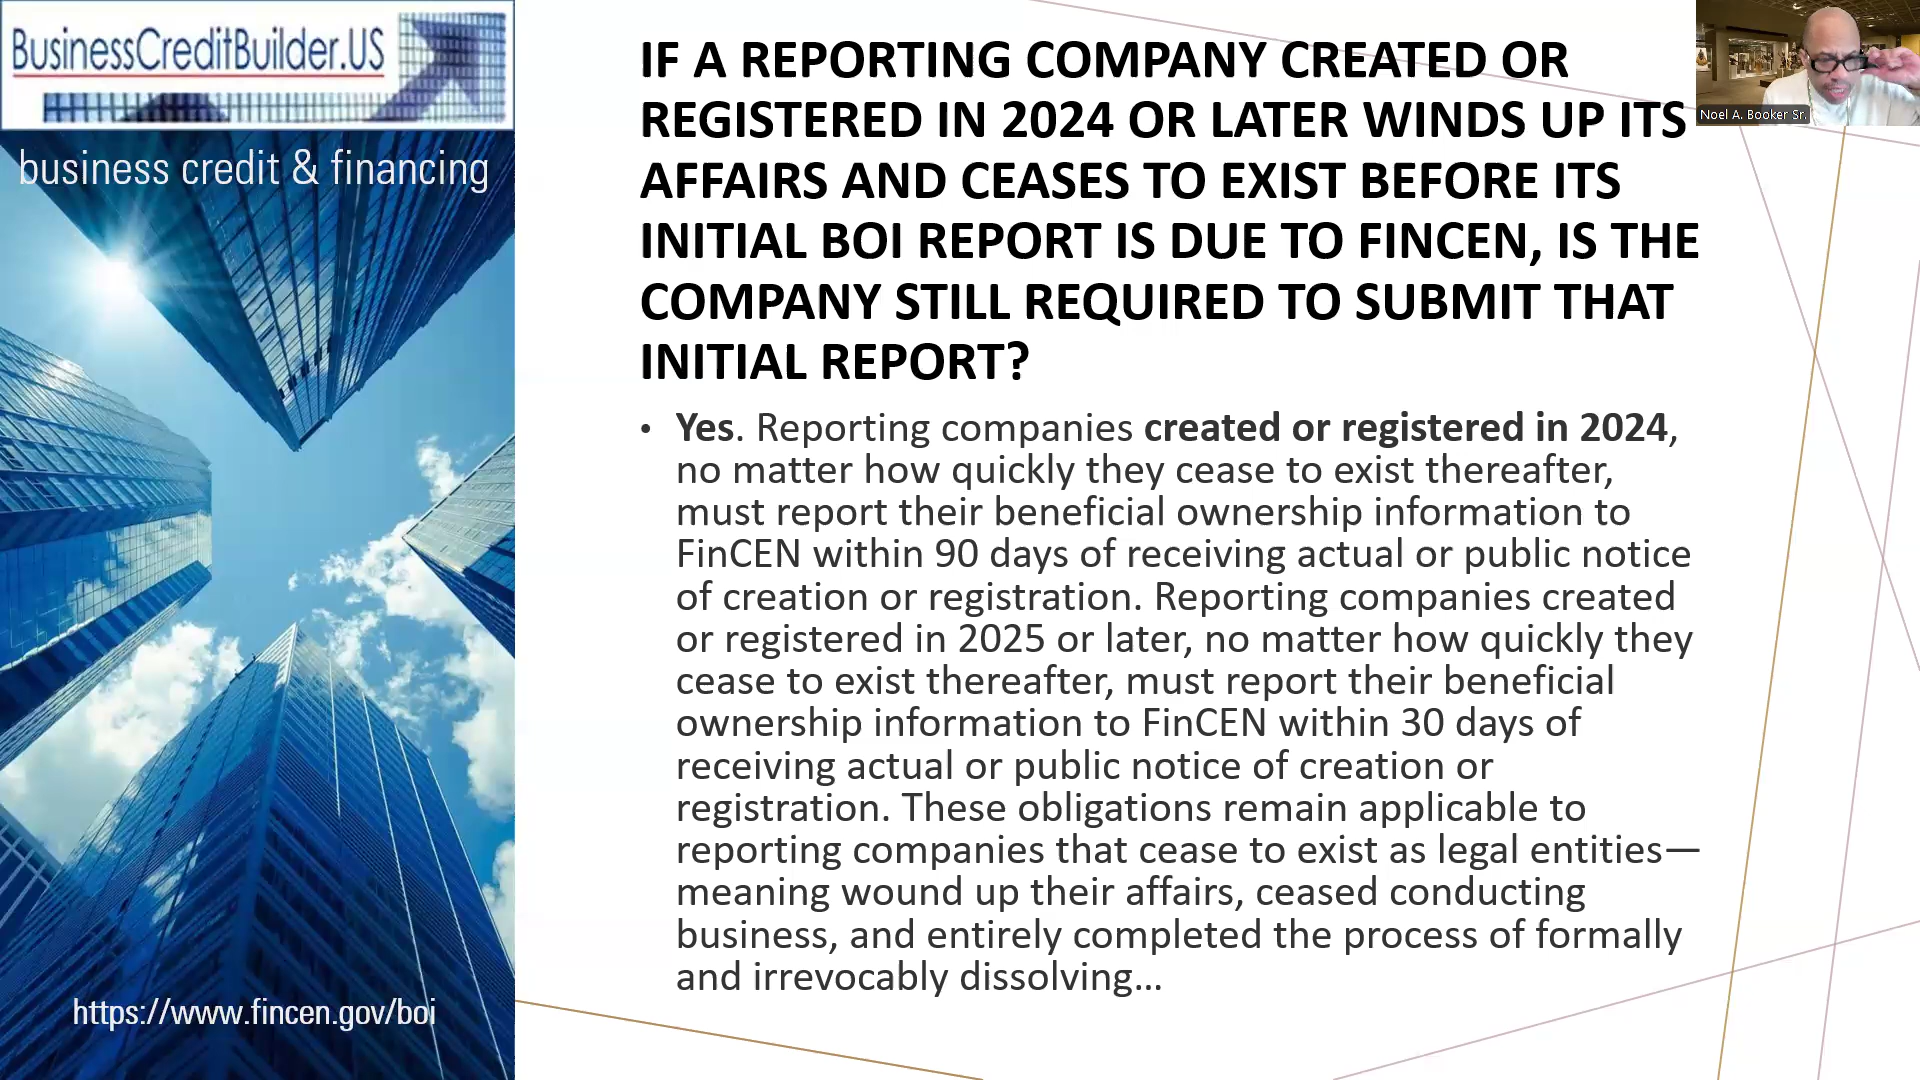 BusinessCreditBuilder.US
business credit & financing
https://www.fincen.gov/boi
IF A REPORTING COMPANY CREATED OR
REGISTERED IN 2024 OR LATER WINDS UP ITS
AFFAIRS AND CEASES TO EXIST BEFORE ITS
INITIAL BOI REPORT IS DUE TO FINCEN, IS THE
COMPANY STILL REQUIRED TO SUBMIT THAT
INITIAL REPORT?
• Yes. Reporting companies created or registered in 2024,
no matter how quickly they cease to exist thereafter,
must report their beneficial ownership information to
FinCEN within 90 days of receiving actual or public notice
of creation or registration. Reporting companies created
or registered in 2025 or later, no matter how quickly they
cease to exist thereafter, must report their beneficial
ownership information to FinCEN within 30 days of
receiving actual or public notice of creation or
registration. These obligations remain applicable to
reporting companies that cease to exist as legal entities—
meaning wound up their affairs, ceased conducting
business, and entirely completed the process of formally
and irrevocably dissolving…
Noel A. Booker Sr.